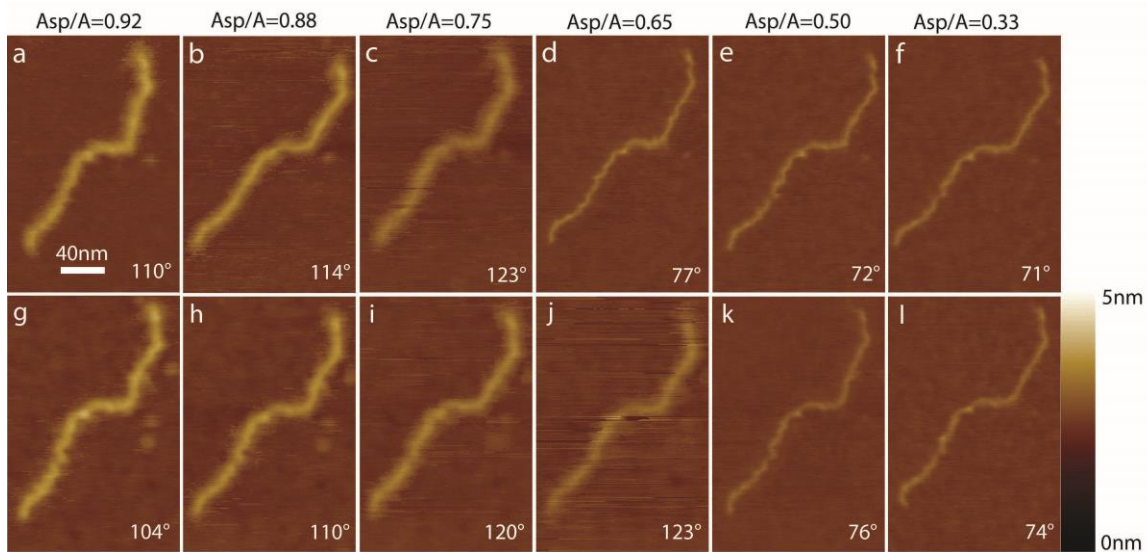 Asp/A=0.92 Asp/A=0.88 Asp/A=0.75 Asp/A=0.65 Asp/A=0.50 Asp/A=0.33
a b c d e f
40nm
110° 114° 123° 77° 72° 71°
g h i j k l
5nm
104° 110° 120° 123° 76° 74°
0nm